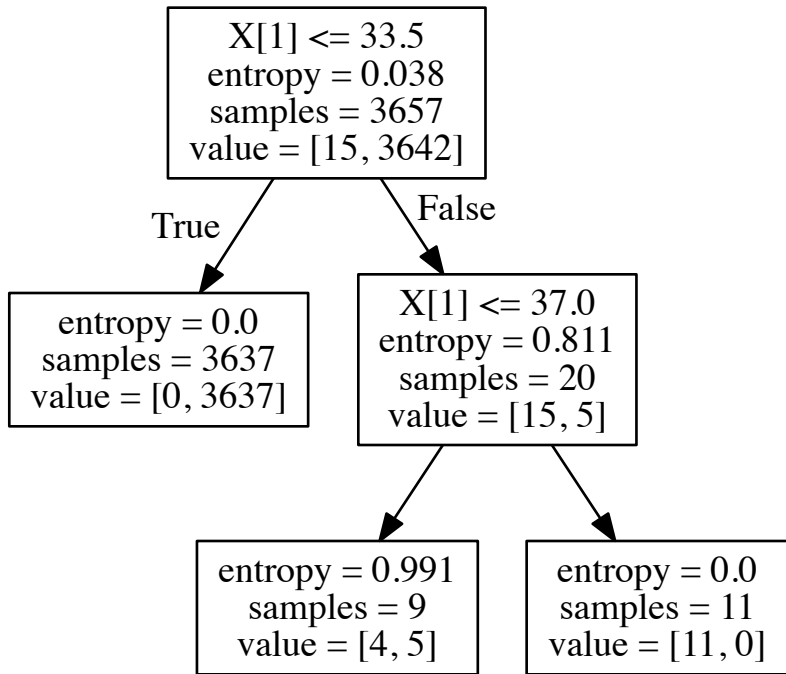 X[1] <= 33.5
entropy = 0.038
samples = 3657
value = [15, 3642]
True
False
entropy = 0.0
samples = 3637
value = [0, 3637]
X[1] <= 37.0
entropy = 0.811
samples = 20
value = [15, 5]
entropy = 0.991
samples = 9
value = [4, 5]
entropy = 0.0
samples = 11
value = [11, 0]